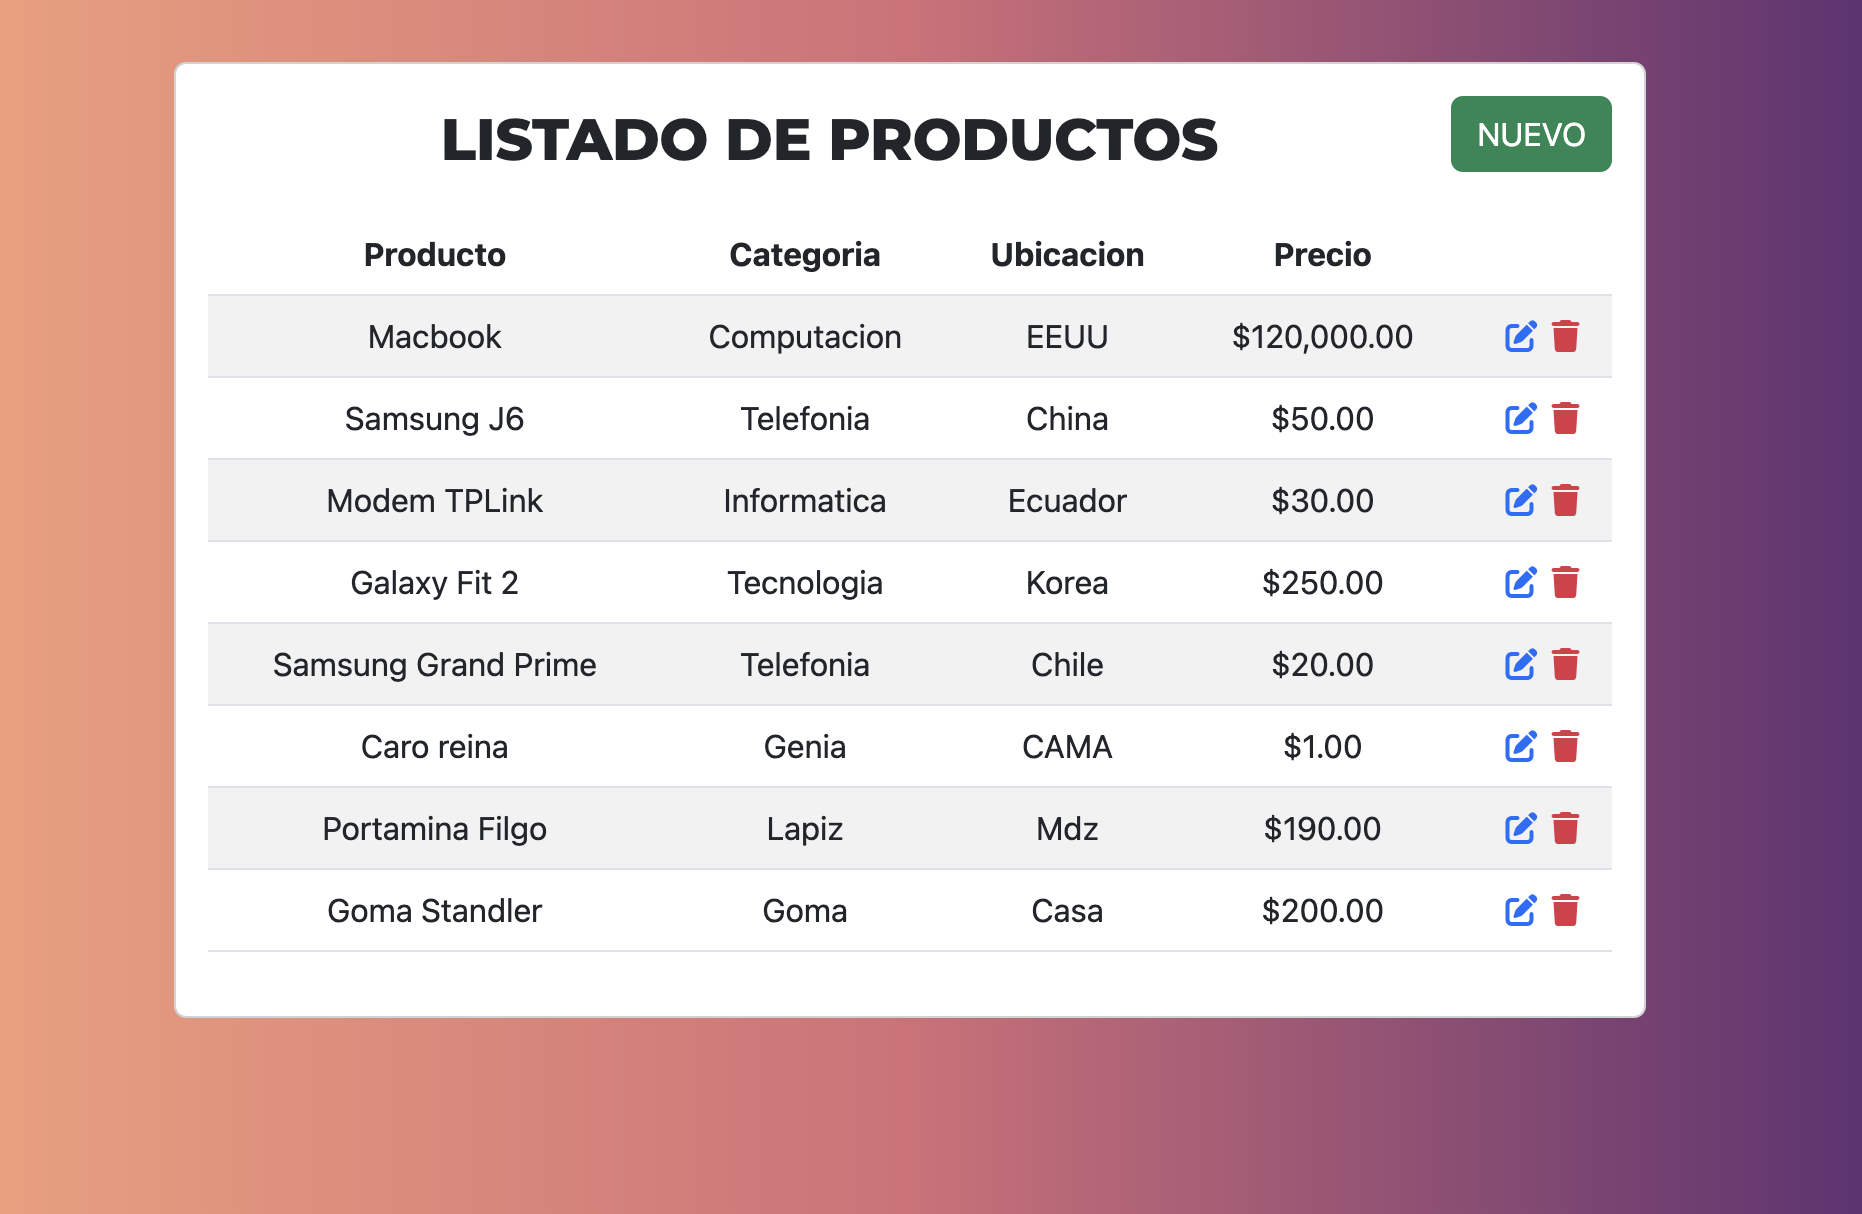 LISTADO DE PRODUCTOS NUEVO
Producto Categoria Ubicacion Precio
Macbook Computacion EEUU $120,000.00
Samsung J6 Telefonia China $50.00
Modem TPLink Informatica Ecuador $30.00
Galaxy Fit 2 Tecnologia Korea $250.00
Samsung Grand Prime Telefonia Chile $20.00
Caro reina Genia CAMA $1.00
Portamina Filgo Lapiz Mdz $190.00
Goma Standler Goma Casa $200.00